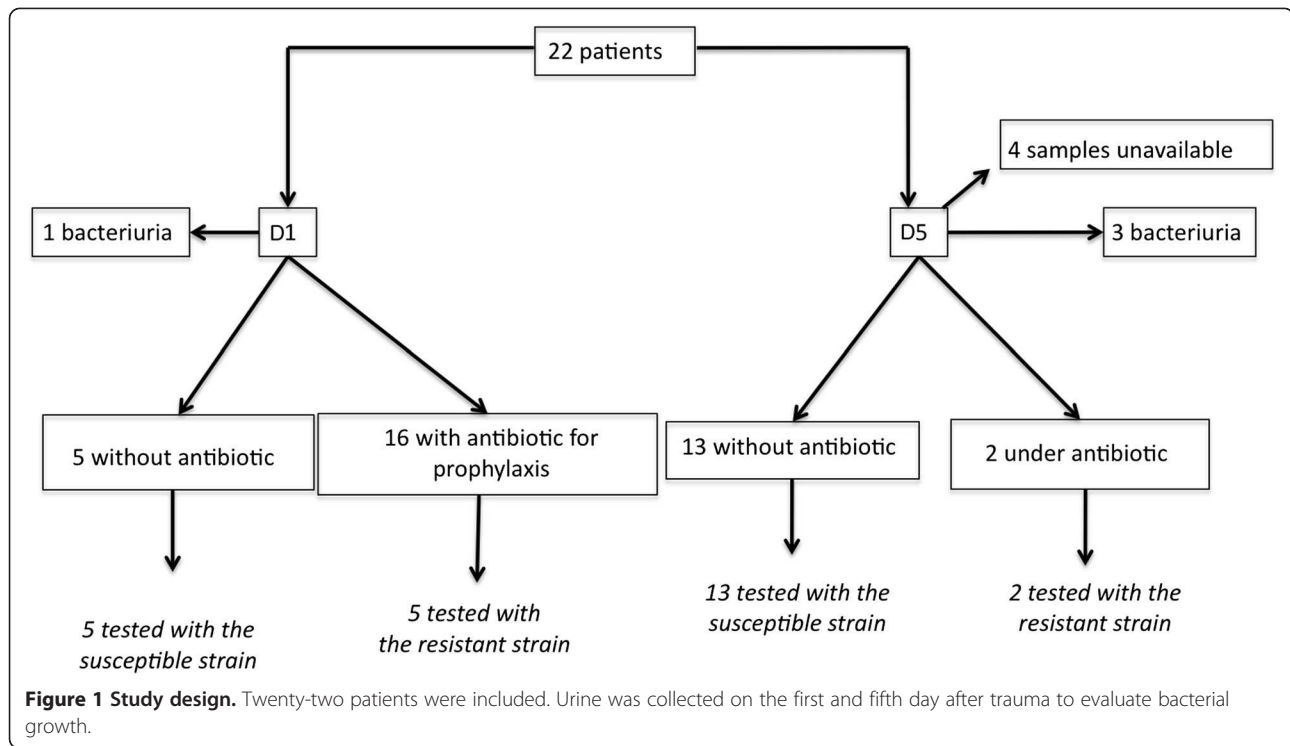 22 patients
4 samples unavailable
1 bacteriuria
D1
D5
3 bacteriuria
5 without antibiotic
16 with antibiotic for
prophylaxis
13 without antibiotic
2 under antibiotic
5 tested with the
susceptible strain
5 tested with
the resistant strain
13 tested with the
susceptible strain
2 tested with the
resistant strain
Figure 1 Study design. Twenty-two patients were included. Urine was collected on the first and fifth day after trauma to evaluate bacterial
growth.